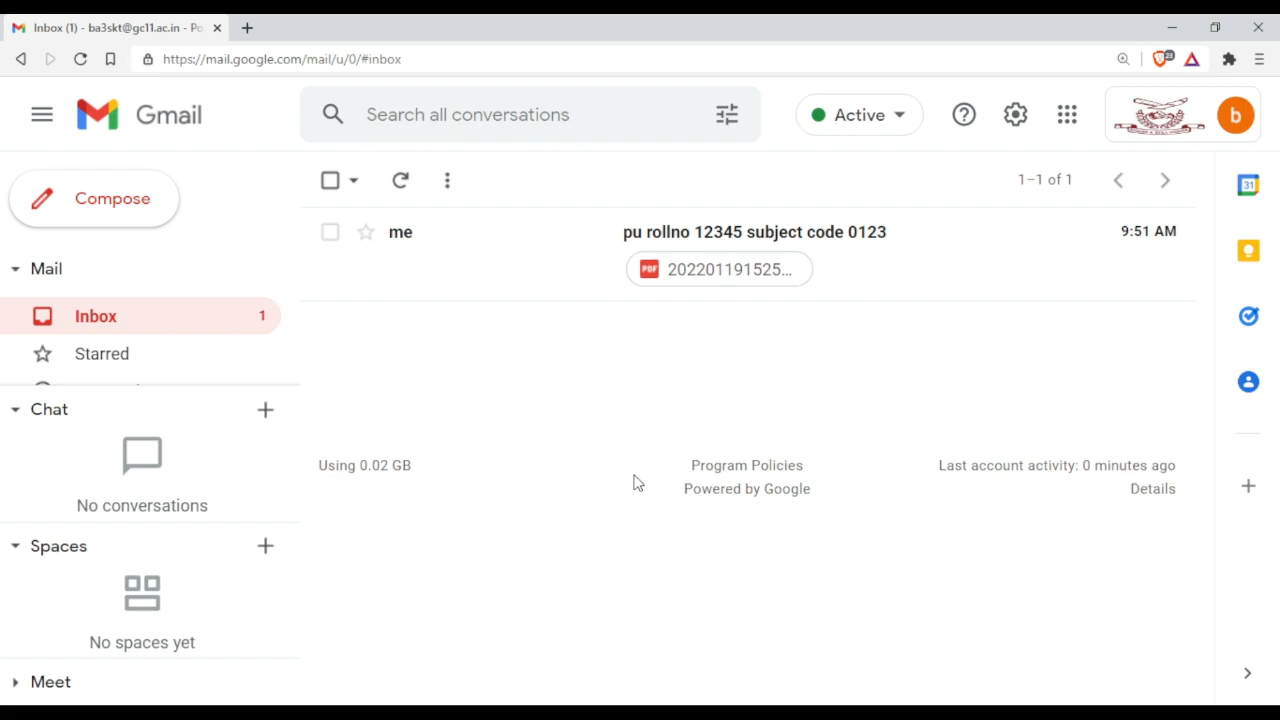 Inbox (1) - ba3skt@gc11.ac.in - Po
https://mail.google.com/mail/u/0/#inbox
23
Gmail
Search all conversations
Active
b
Compose
1–1 of 1
31
me pu rollno 12345 subject code 0123 9:51 AM
PDF 202201191525...
Mail
Inbox 1
Starred
Chat
No conversations
Using 0.02 GB
Program Policies
Powered by Google
Last account activity: 0 minutes ago
Details
Spaces
No spaces yet
Meet